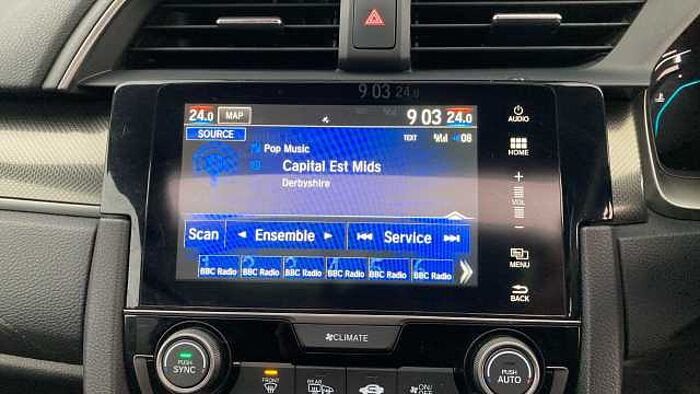 9 03 24.0
24.0 MAP 9 03 24.0
SOURCE TEXT 08
Pop Music
Capital Est Mids
Derbyshire
Scan Ensemble Service
BBC Radio BBC Radio BBC Radio BBC Radio BBC Radio BBC Radio
AUDIO
HOME
+
VOL
−
MENU
BACK
CLIMATE
PUSH SYNC
FRONT REAR ON/OFF
PUSH AUTO